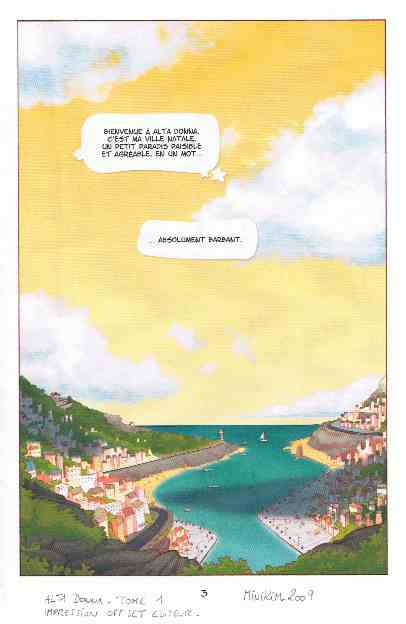 BIENVENUE À ALTA DONNA.
C'EST MA VILLE NATALE.
UN PETIT PARADIS PAISIBLE
ET AGRÉABLE. EN UN MOT...
... ABSOLUMENT BARBANT.
3
ALTA DONNA. TOME 1
MINIKIM 2009
IMPRESSION OFFSET EDITEUR.